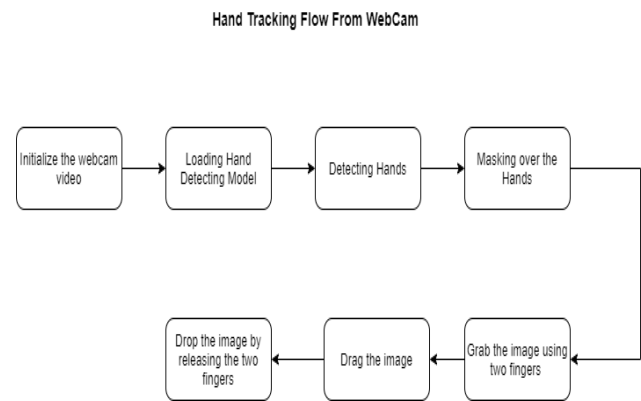 Hand Tracking Flow From WebCam
Initialize the webcam
video
Loading Hand
Detecting Model
Detecting Hands
Masking over the
Hands
Grab the image using
two fingers
Drag the image
Drop the image by
releasing the two
fingers